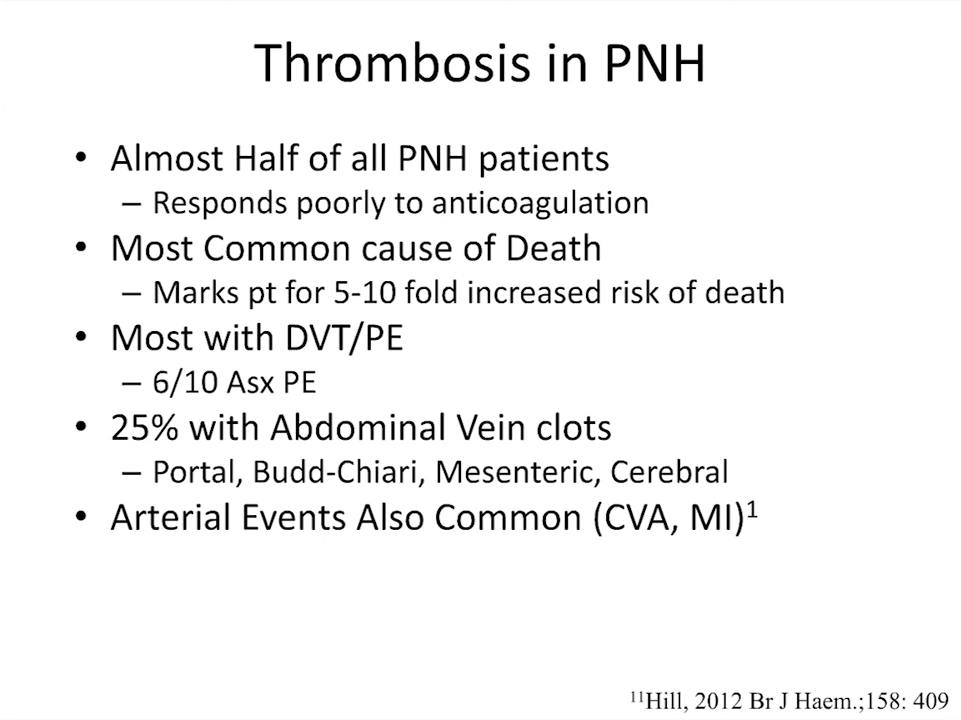 Thrombosis in PNH
• Almost Half of all PNH patients
– Responds poorly to anticoagulation
• Most Common cause of Death
– Marks pt for 5-10 fold increased risk of death
• Most with DVT/PE
– 6/10 Asx PE
• 25% with Abdominal Vein clots
– Portal, Budd-Chiari, Mesenteric, Cerebral
• Arterial Events Also Common (CVA, MI)¹
¹¹Hill, 2012 Br J Haem.;158: 409